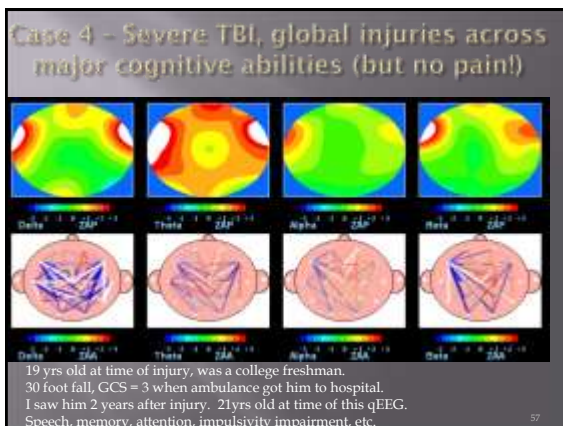 Case 4 – Severe TBI, global injuries across
major cognitive abilities (but no pain!)
Delta ZAP Theta ZAP Alpha ZAP Beta ZAP
Delta ZAA Theta ZAA Alpha ZAA Beta ZAA
19 yrs old at time of injury, was a college freshman.
30 foot fall, GCS = 3 when ambulance got him to hospital.
I saw him 2 years after injury. 21yrs old at time of this qEEG.
Speech, memory, attention, impulsivity impairment, etc.
57